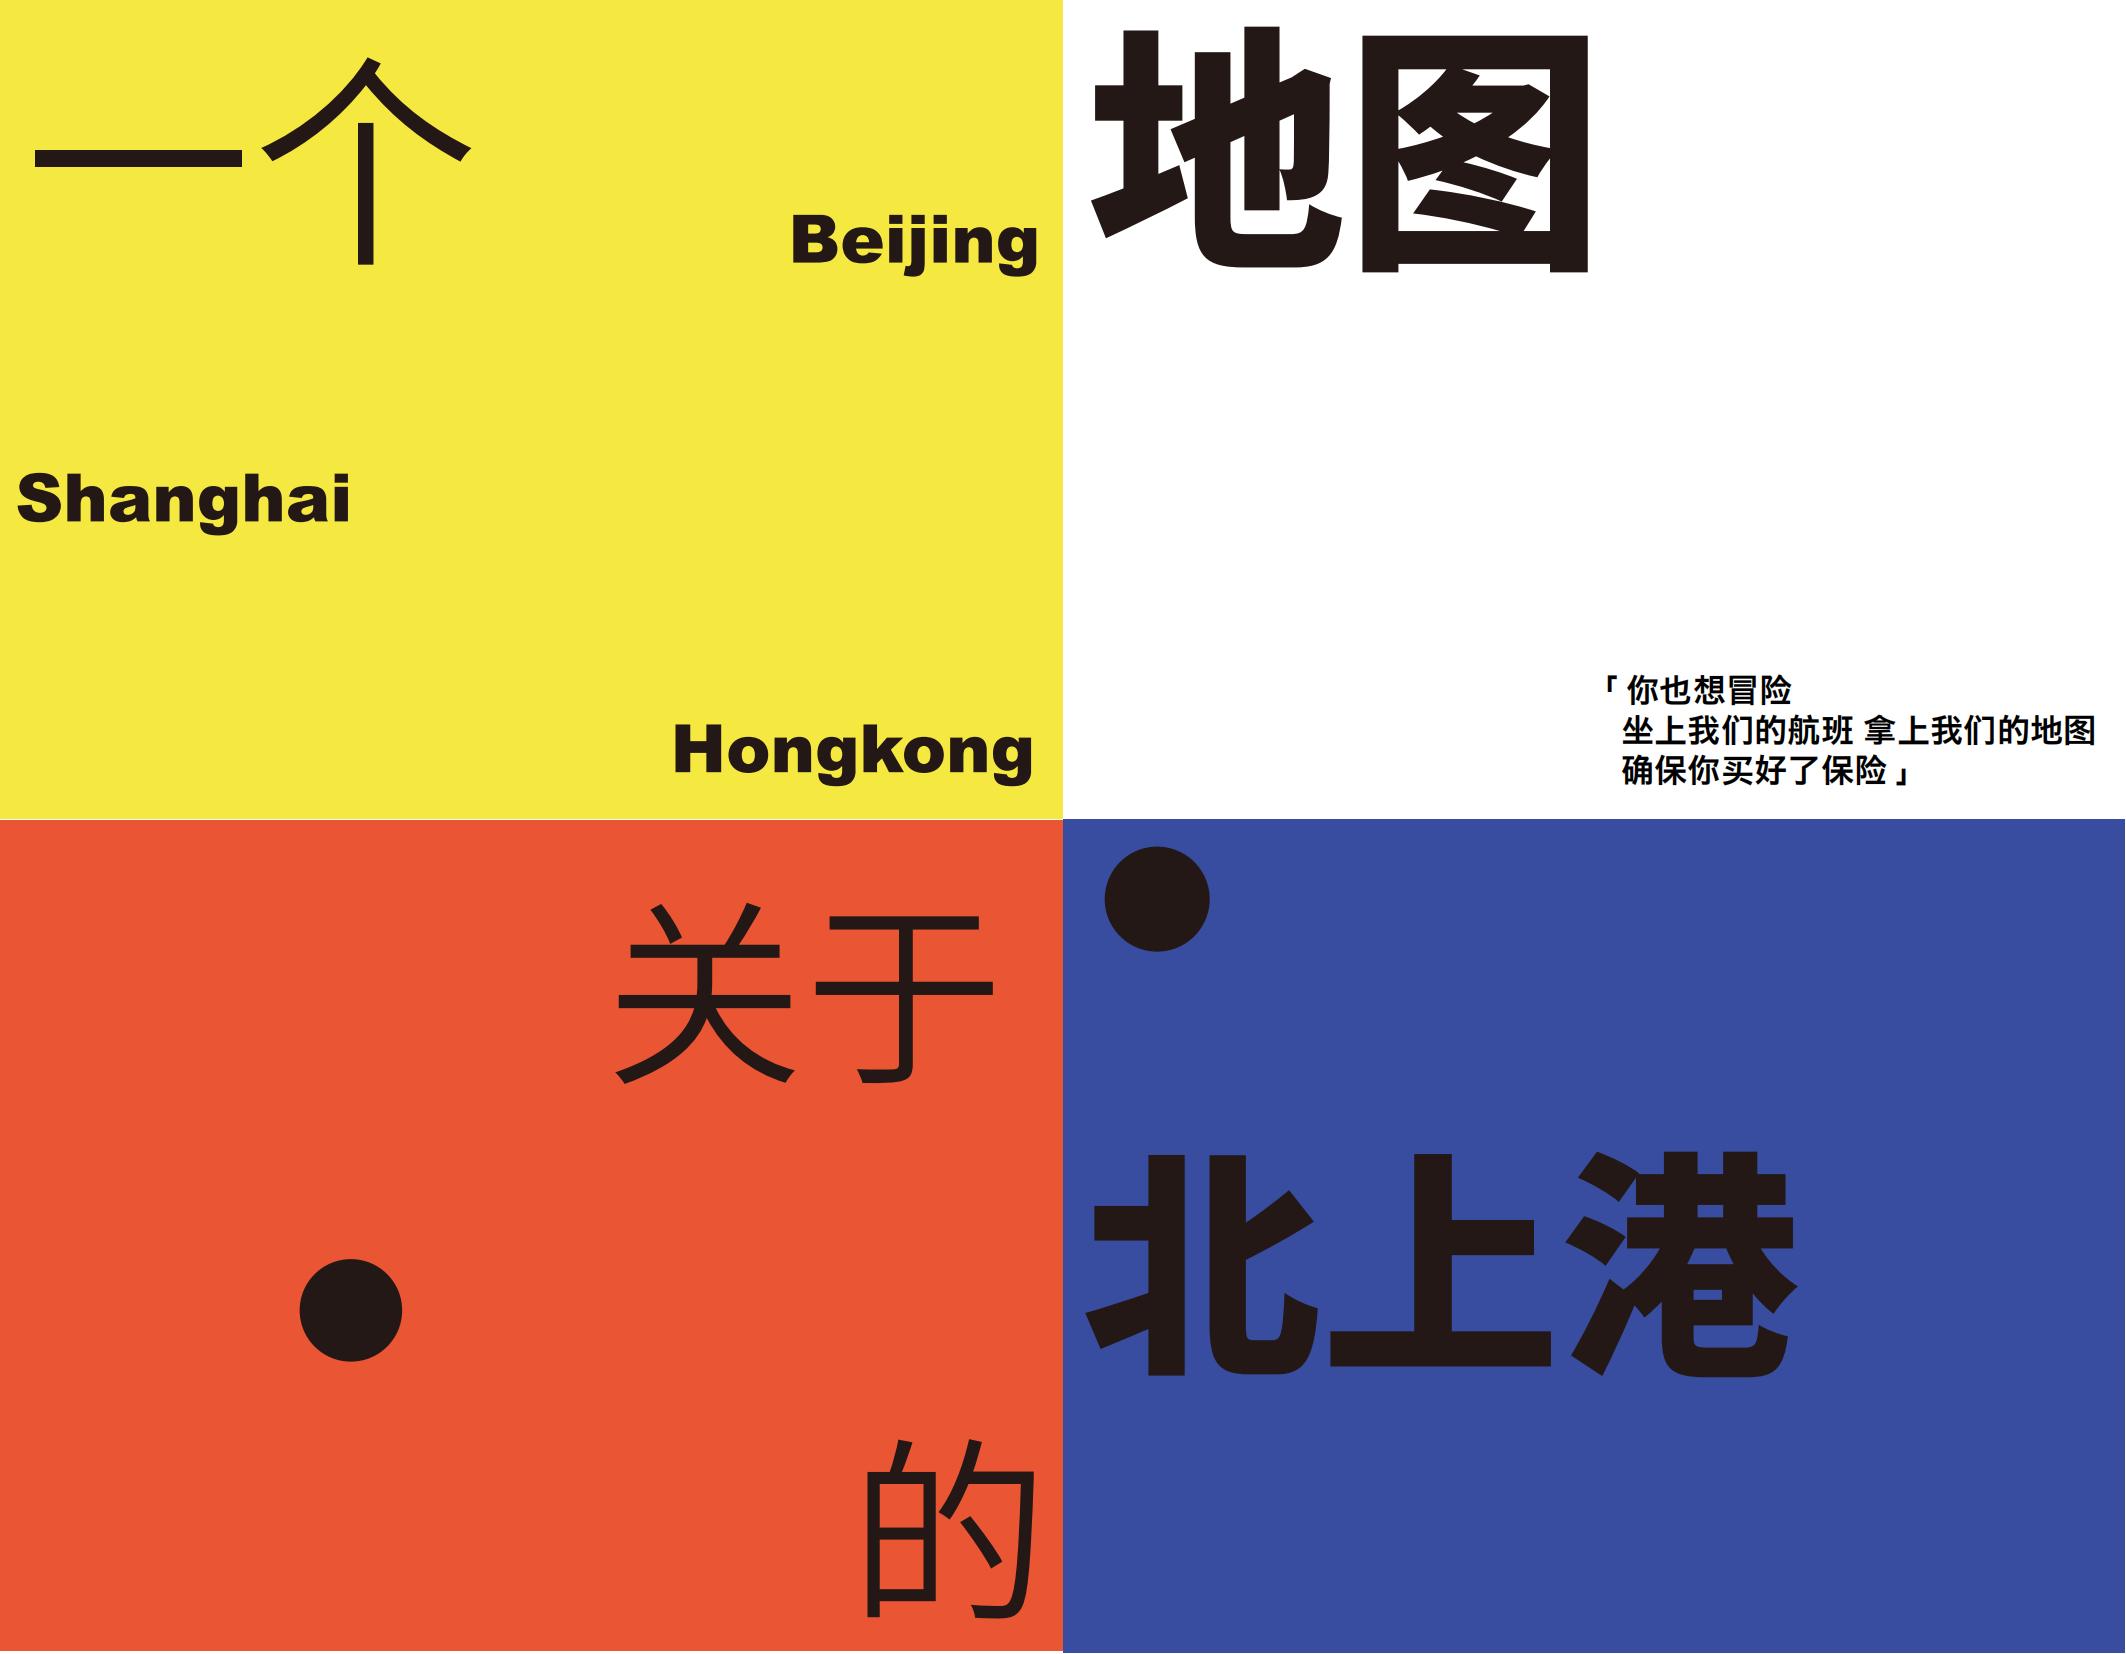 一个
Beijing
Shanghai
Hongkong
地图
「 你也想冒险
坐上我们的航班 拿上我们的地图
确保你买好了保险 」
关于
的
北上港